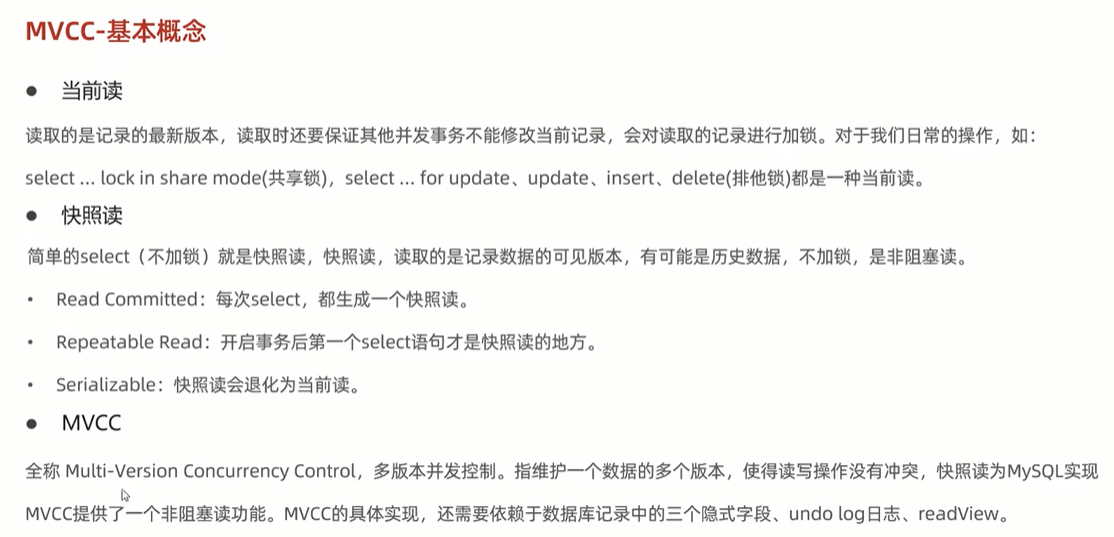 MVCC-基本概念
● 当前读
读取的是记录的最新版本，读取时还要保证其他并发事务不能修改当前记录，会对读取的记录进行加锁。对于我们日常的操作，如：
select ... lock in share mode(共享锁)，select ... for update、update、insert、delete(排他锁)都是一种当前读。
● 快照读
简单的select（不加锁）就是快照读，快照读，读取的是记录数据的可见版本，有可能是历史数据，不加锁，是非阻塞读。
• Read Committed：每次select，都生成一个快照读。
• Repeatable Read：开启事务后第一个select语句才是快照读的地方。
• Serializable：快照读会退化为当前读。
● MVCC
全称 Multi-Version Concurrency Control，多版本并发控制。指维护一个数据的多个版本，使得读写操作没有冲突，快照读为MySQL实现
MVCC提供了一个非阻塞读功能。MVCC的具体实现，还需要依赖于数据库记录中的三个隐式字段、undo log日志、readView。